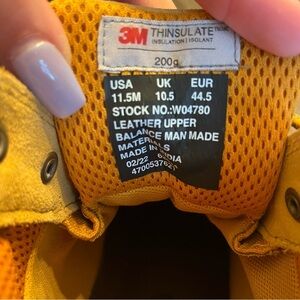 3M THINSULATE™
INSULATION | ISOLANT
200g
USA UK EUR
11.5M 10.5 44.5
STOCK NO.:W04780
LEATHER UPPER
BALANCE MAN MADE
MATERIALS
MADE IN INDIA
02/22